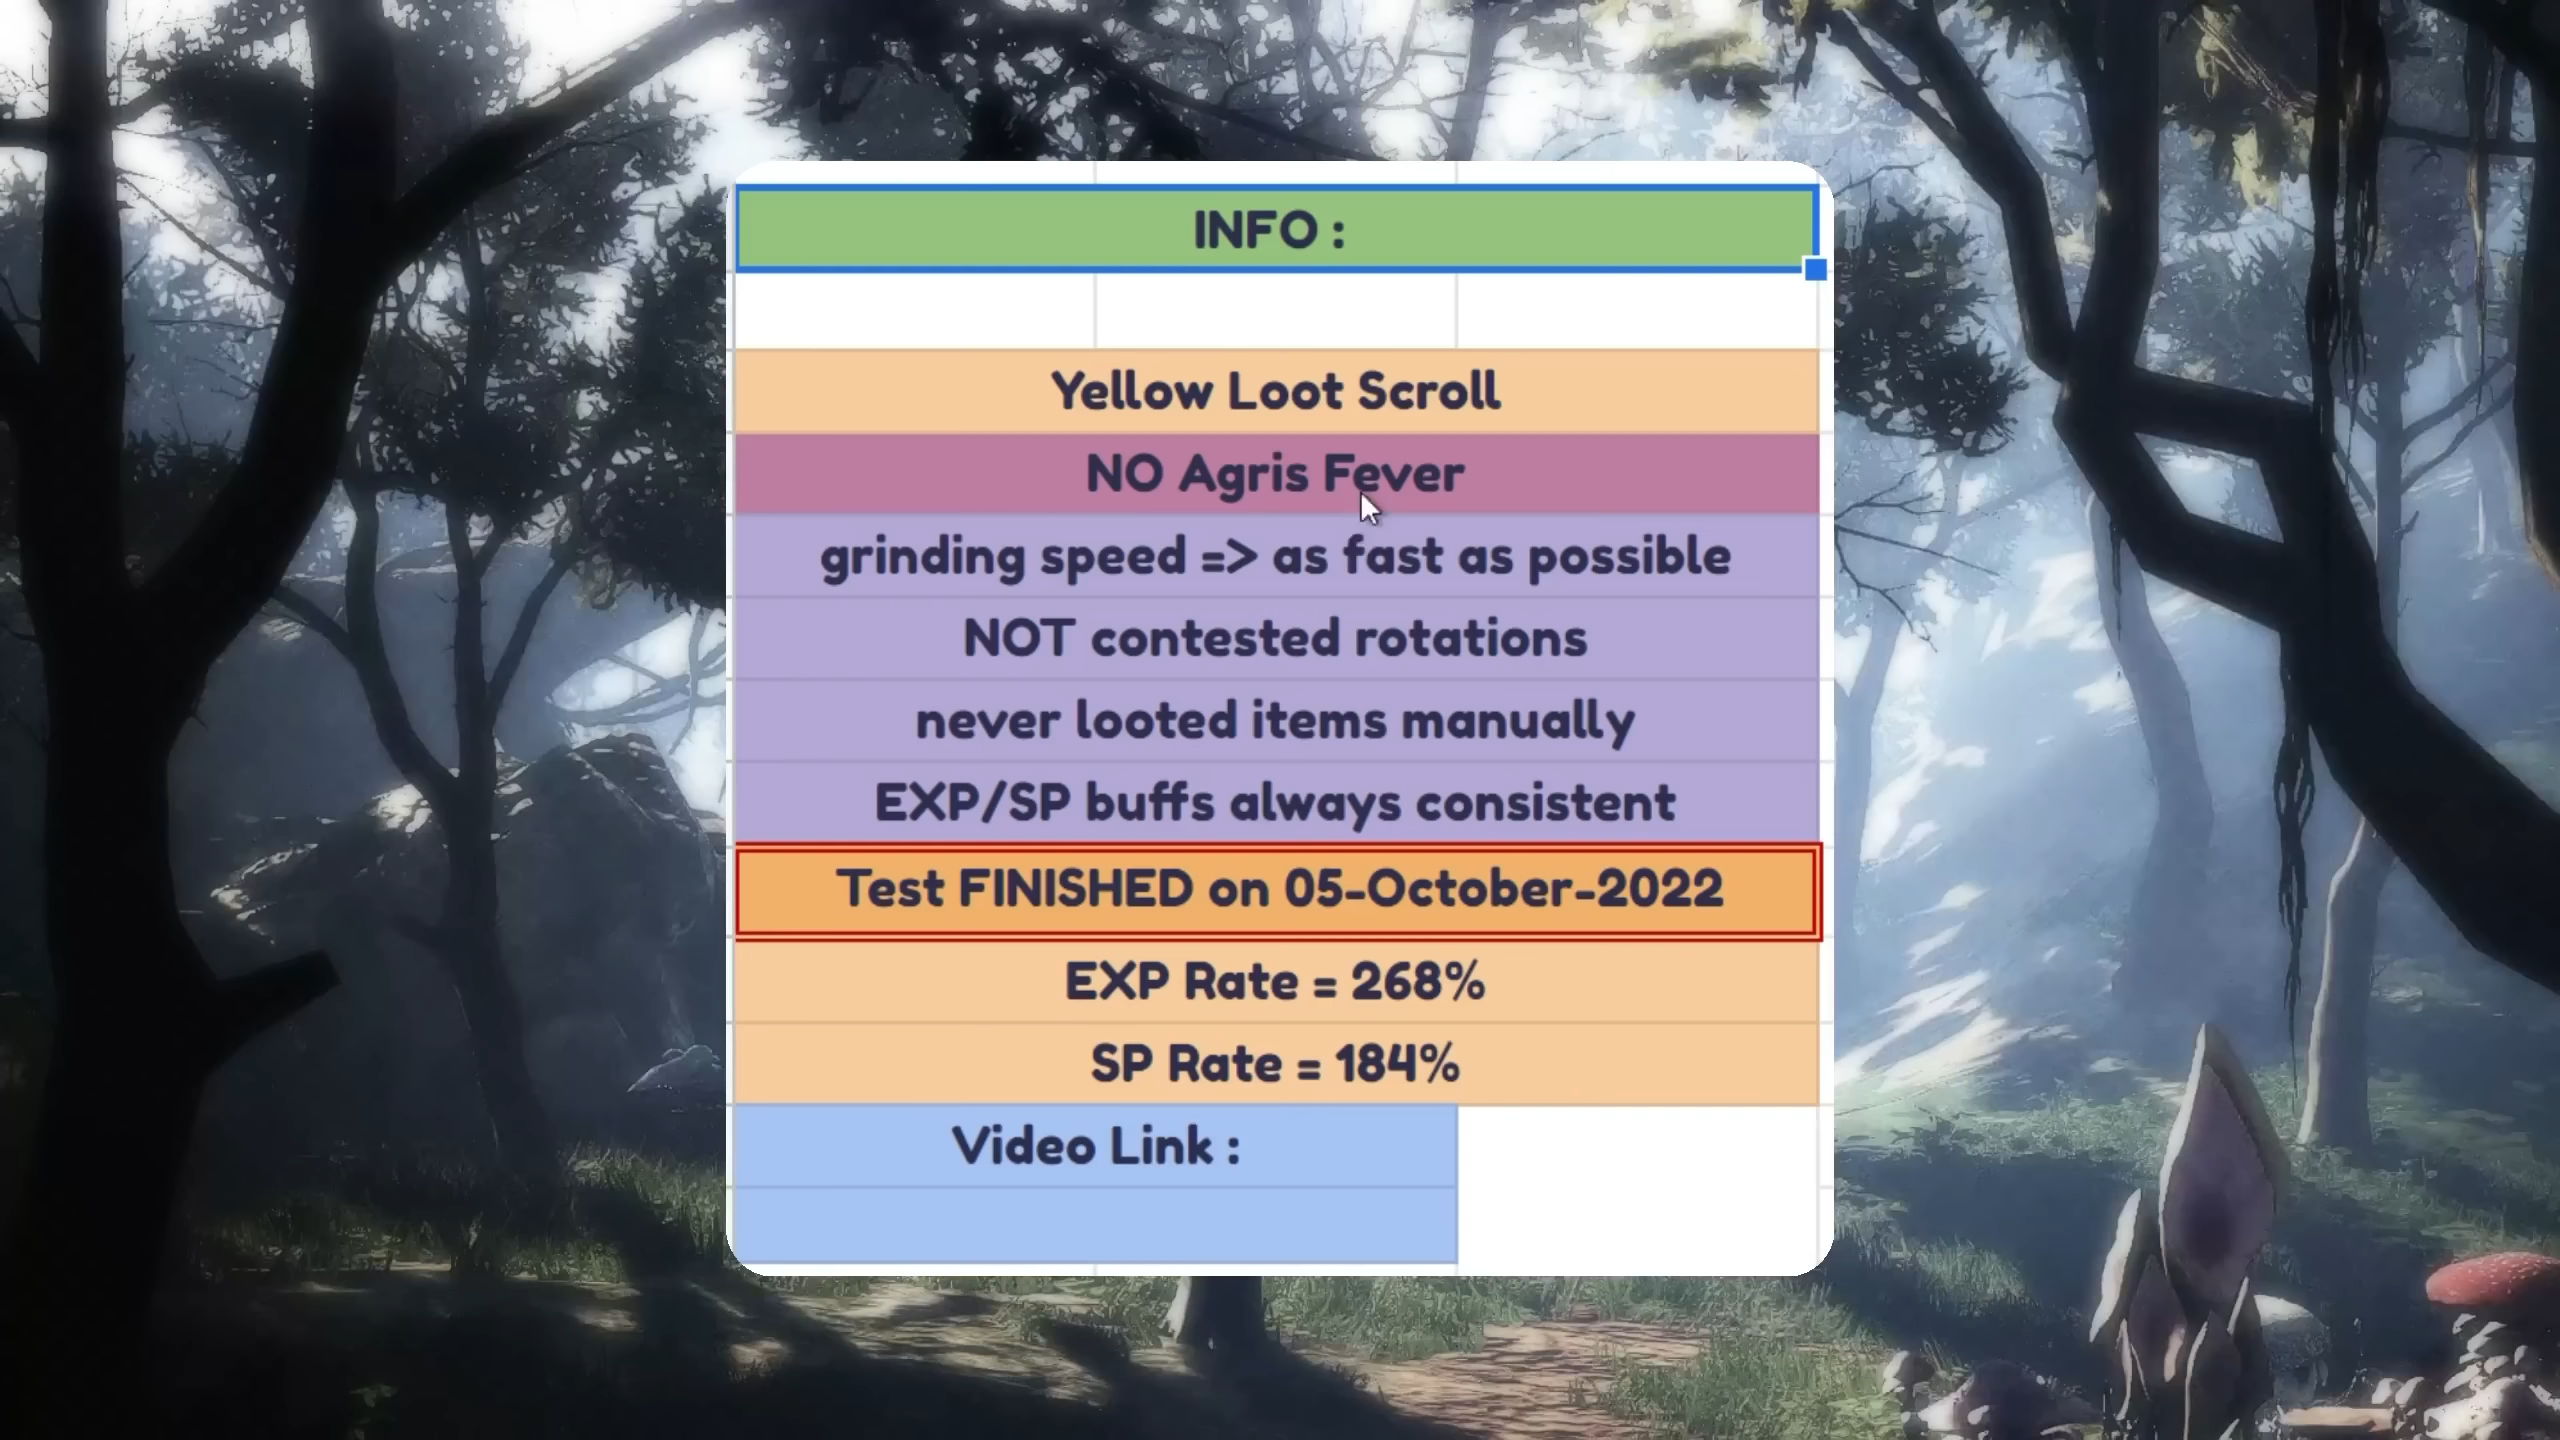 INFO :
Yellow Loot Scroll
NO Agris Fever
grinding speed => as fast as possible
NOT contested rotations
never looted items manually
EXP/SP buffs always consistent
Test FINISHED on 05-October-2022
EXP Rate = 268%
SP Rate = 184%
Video Link :